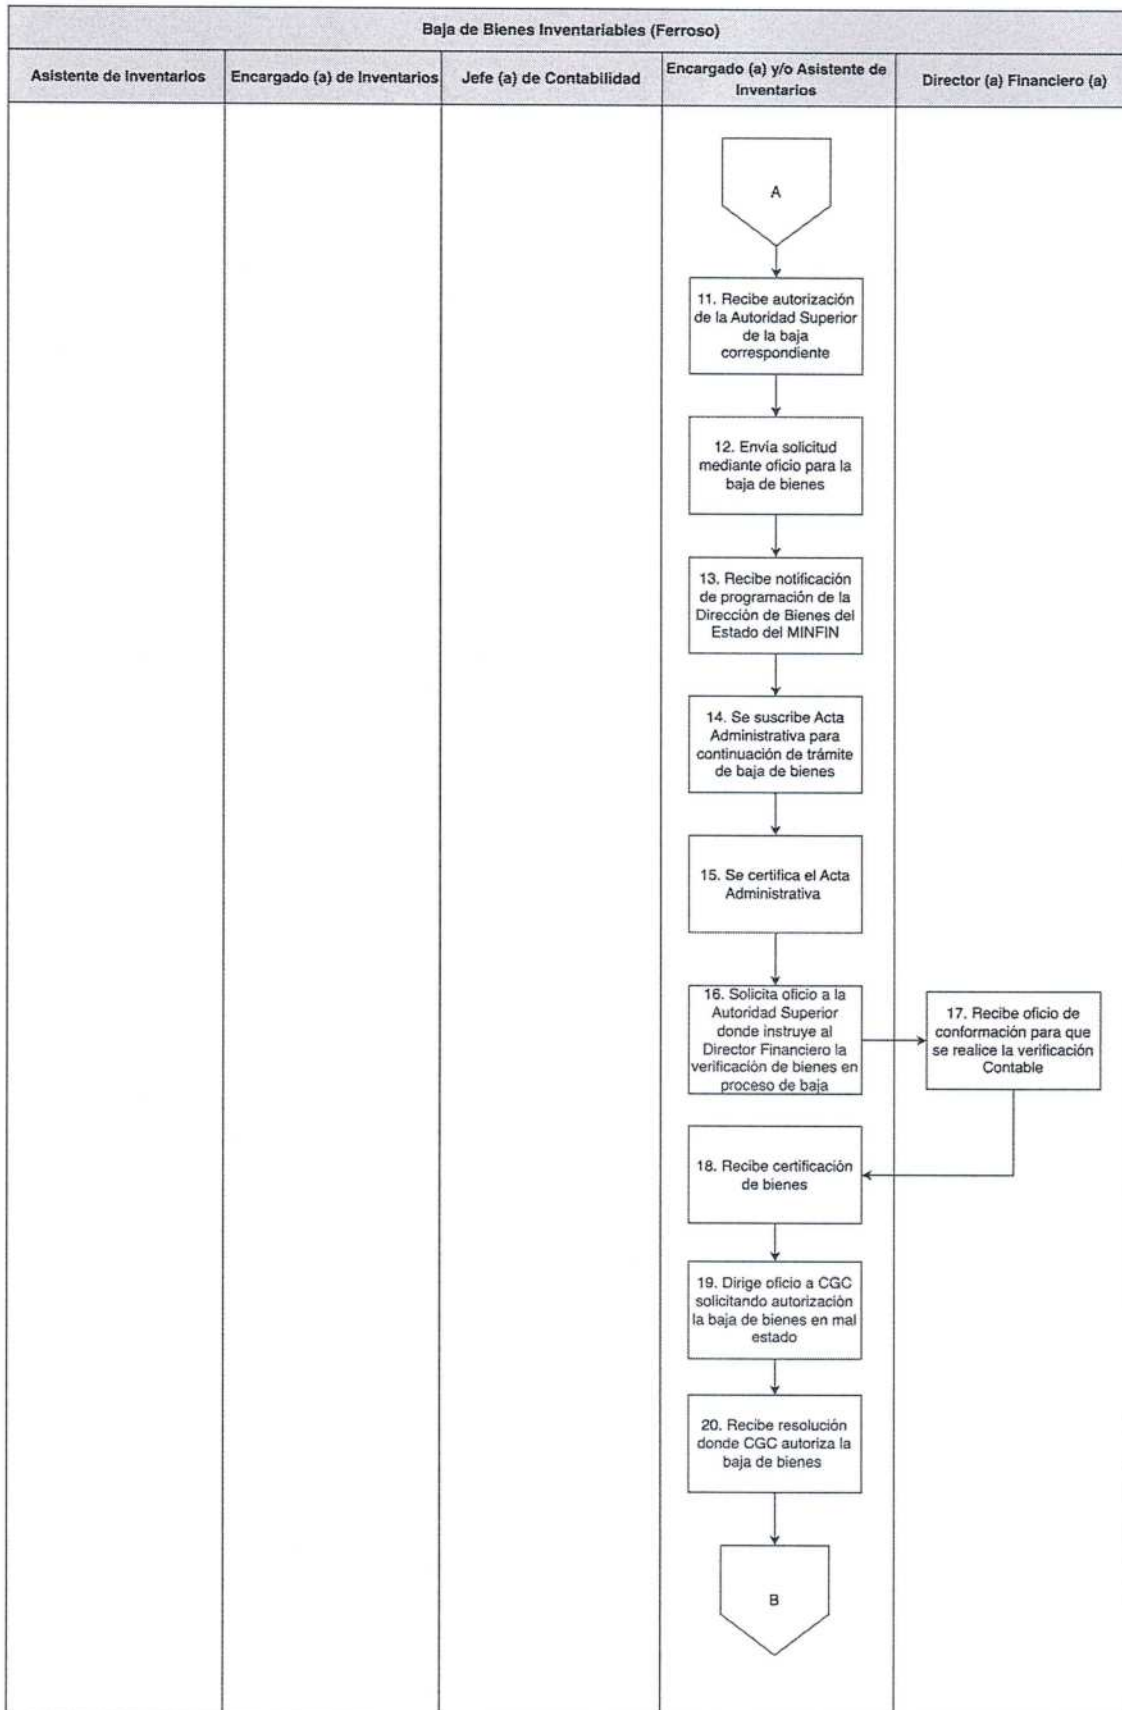 Baja de Bienes Inventariables (Ferroso)
Asistente de Inventarios
Encargado (a) de Inventarios
Jefe (a) de Contabilidad
Encargado (a) y/o Asistente de
Inventarios
Director (a) Financiero (a)
A
11. Recibe autorización
de la Autoridad Superior
de la baja
correspondiente
12. Envía solicitud
mediante oficio para la
baja de bienes
13. Recibe notificación
de programación de la
Dirección de Bienes del
Estado del MINFIN
14. Se suscribe Acta
Administrativa para
continuación de trámite
de baja de bienes
15. Se certifica el Acta
Administrativa
16. Solicita oficio a la
Autoridad Superior
donde instruye al
Director Financiero la
verificación de bienes en
proceso de baja
17. Recibe oficio de
conformación para que
se realice la verificación
Contable
18. Recibe certificación
de bienes
19. Dirige oficio a CGC
solicitando autorización
la baja de bienes en mal
estado
20. Recibe resolución
donde CGC autoriza la
baja de bienes
B